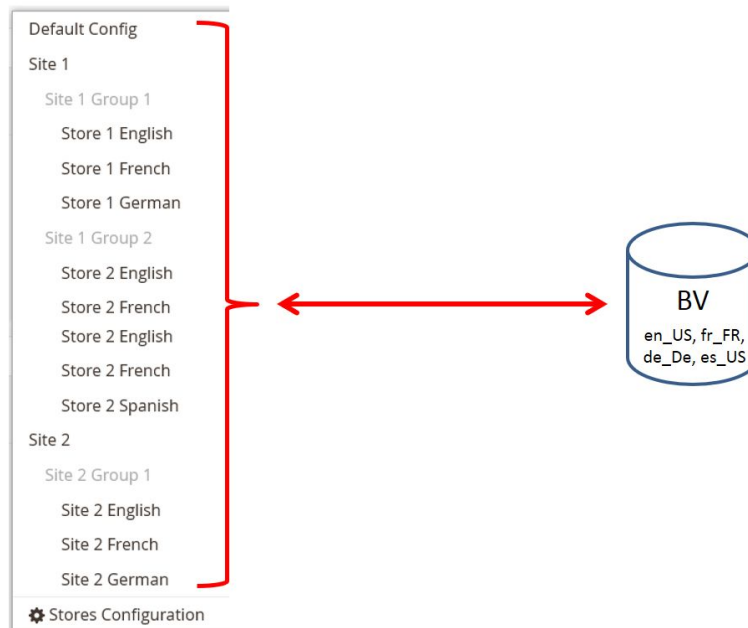 Default Config
Site 1
Site 1 Group 1
Store 1 English
Store 1 French
Store 1 German
Site 1 Group 2
Store 2 English
Store 2 French
Store 2 English
Store 2 French
Store 2 Spanish
Site 2
Site 2 Group 1
Site 2 English
Site 2 French
Site 2 German
Stores Configuration
BV
en_US, fr_FR,
de_De, es_US